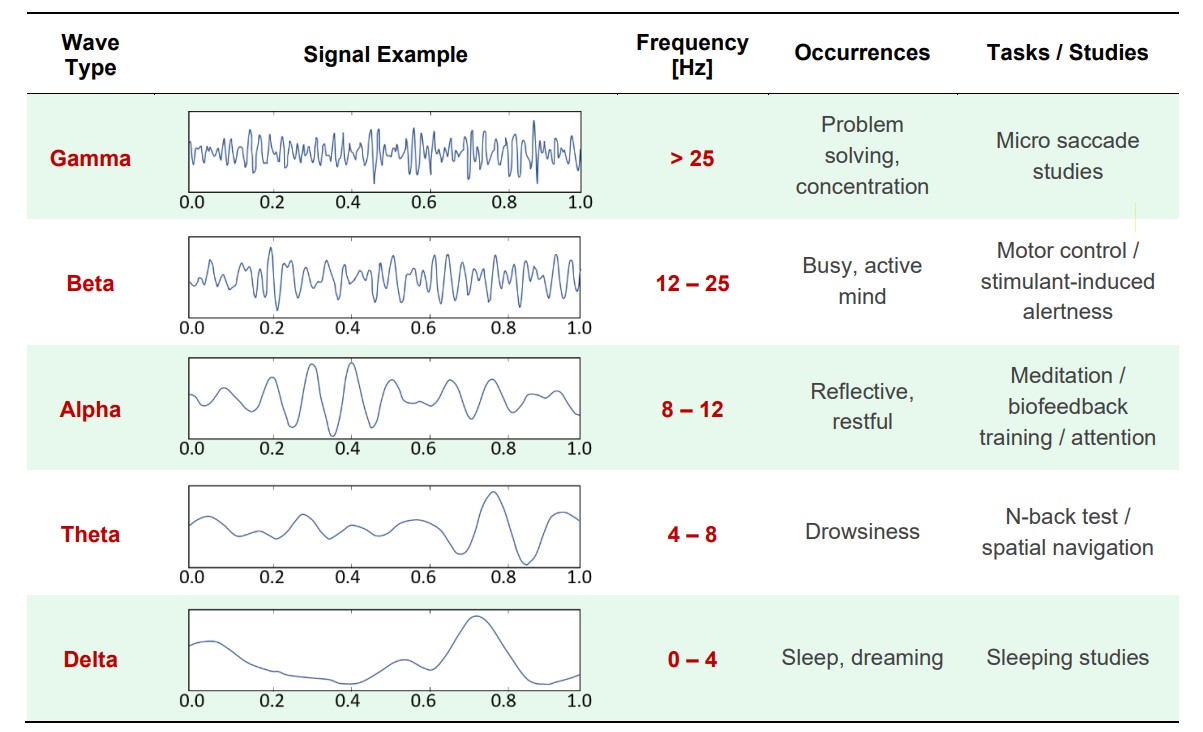 Wave
Type
Signal Example
Frequency
[Hz]
Occurrences
Tasks / Studies
Gamma
0.0 0.2 0.4 0.6 0.8 1.0
> 25
Problem
solving,
concentration
Micro saccade
studies
Beta
0.0 0.2 0.4 0.6 0.8 1.0
12 – 25
Busy, active
mind
Motor control /
stimulant-induced
alertness
Alpha
0.0 0.2 0.4 0.6 0.8 1.0
8 – 12
Reflective,
restful
Meditation /
biofeedback
training / attention
Theta
0.0 0.2 0.4 0.6 0.8 1.0
4 – 8
Drowsiness
N-back test /
spatial navigation
Delta
0.0 0.2 0.4 0.6 0.8 1.0
0 – 4
Sleep, dreaming
Sleeping studies